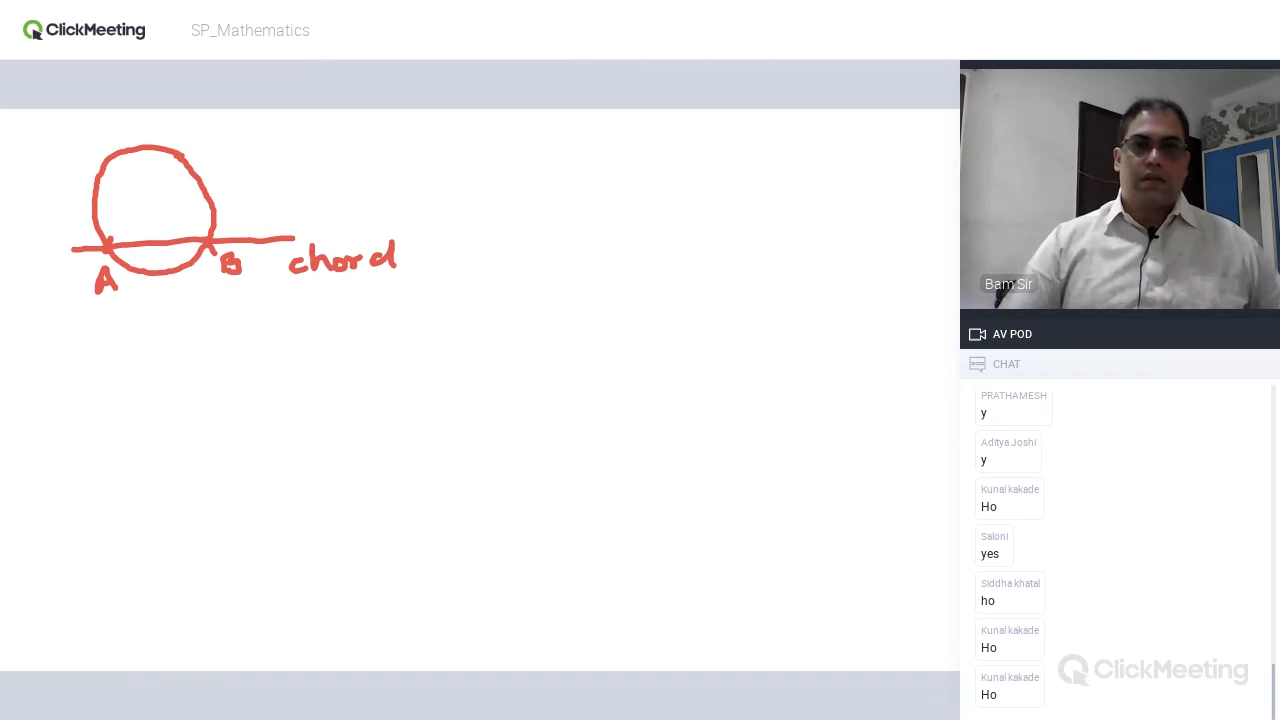 ClickMeeting SP_Mathematics
A B chord
Bam Sir
AV POD
CHAT
PRATHAMESH
y
Aditya Joshi
y
Kunal kakade
Ho
Saloni
yes
Siddha khatal
ho
Kunal kakade
Ho
Kunal kakade
Ho
ClickMeeting